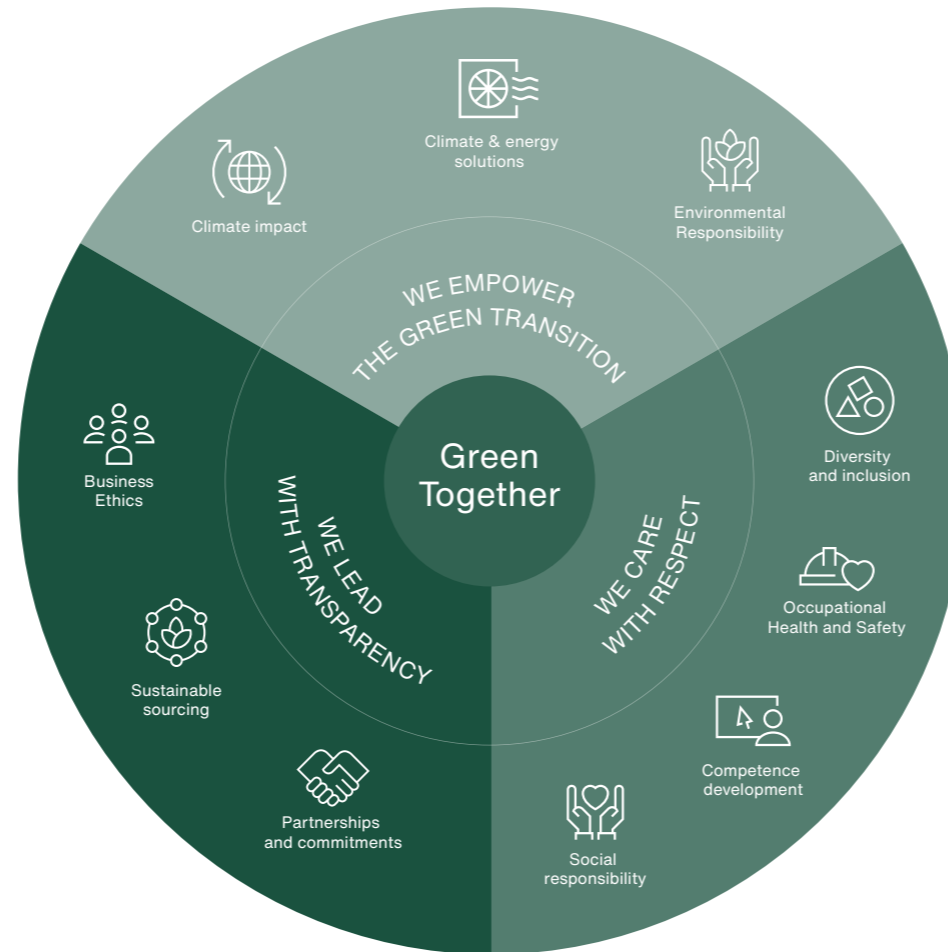 Climate & energy
solutions
Climate impact
Environmental
Responsibility
WE EMPOWER
THE GREEN TRANSITION
Green
Together
Diversity
and inclusion
Occupational
Health and Safety
Competence
development
Social
responsibility
WE CARE
WITH RESPECT
Business
Ethics
Sustainable
sourcing
Partnerships
and commitments
WE LEAD
WITH TRANSPARENCY